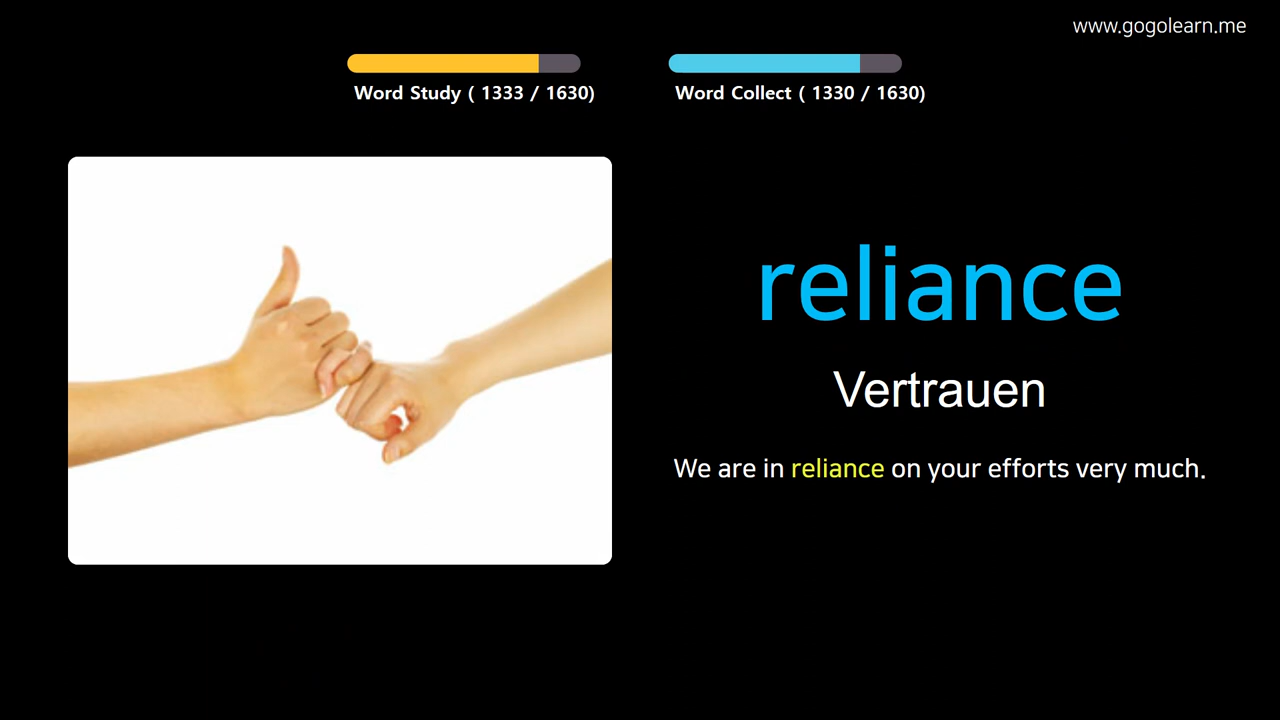 www.gogolearn.me
Word Study ( 1333 / 1630)
Word Collect ( 1330 / 1630)
reliance
Vertrauen
We are in reliance on your efforts very much.